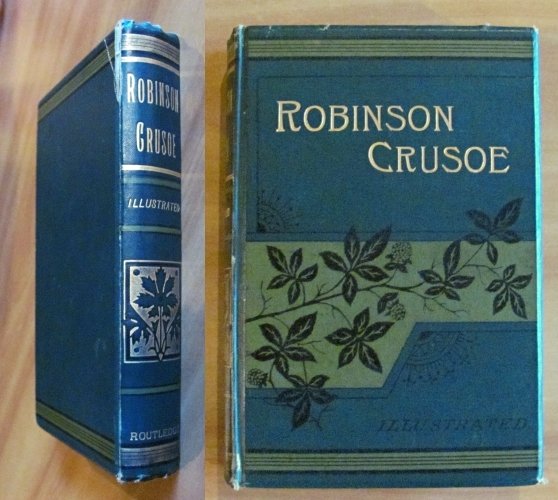 ROBINSON
CRUSOE
ILLUSTRATED
ROUTLEDGE
ROBINSON
CRUSOE
ILLUSTRATED